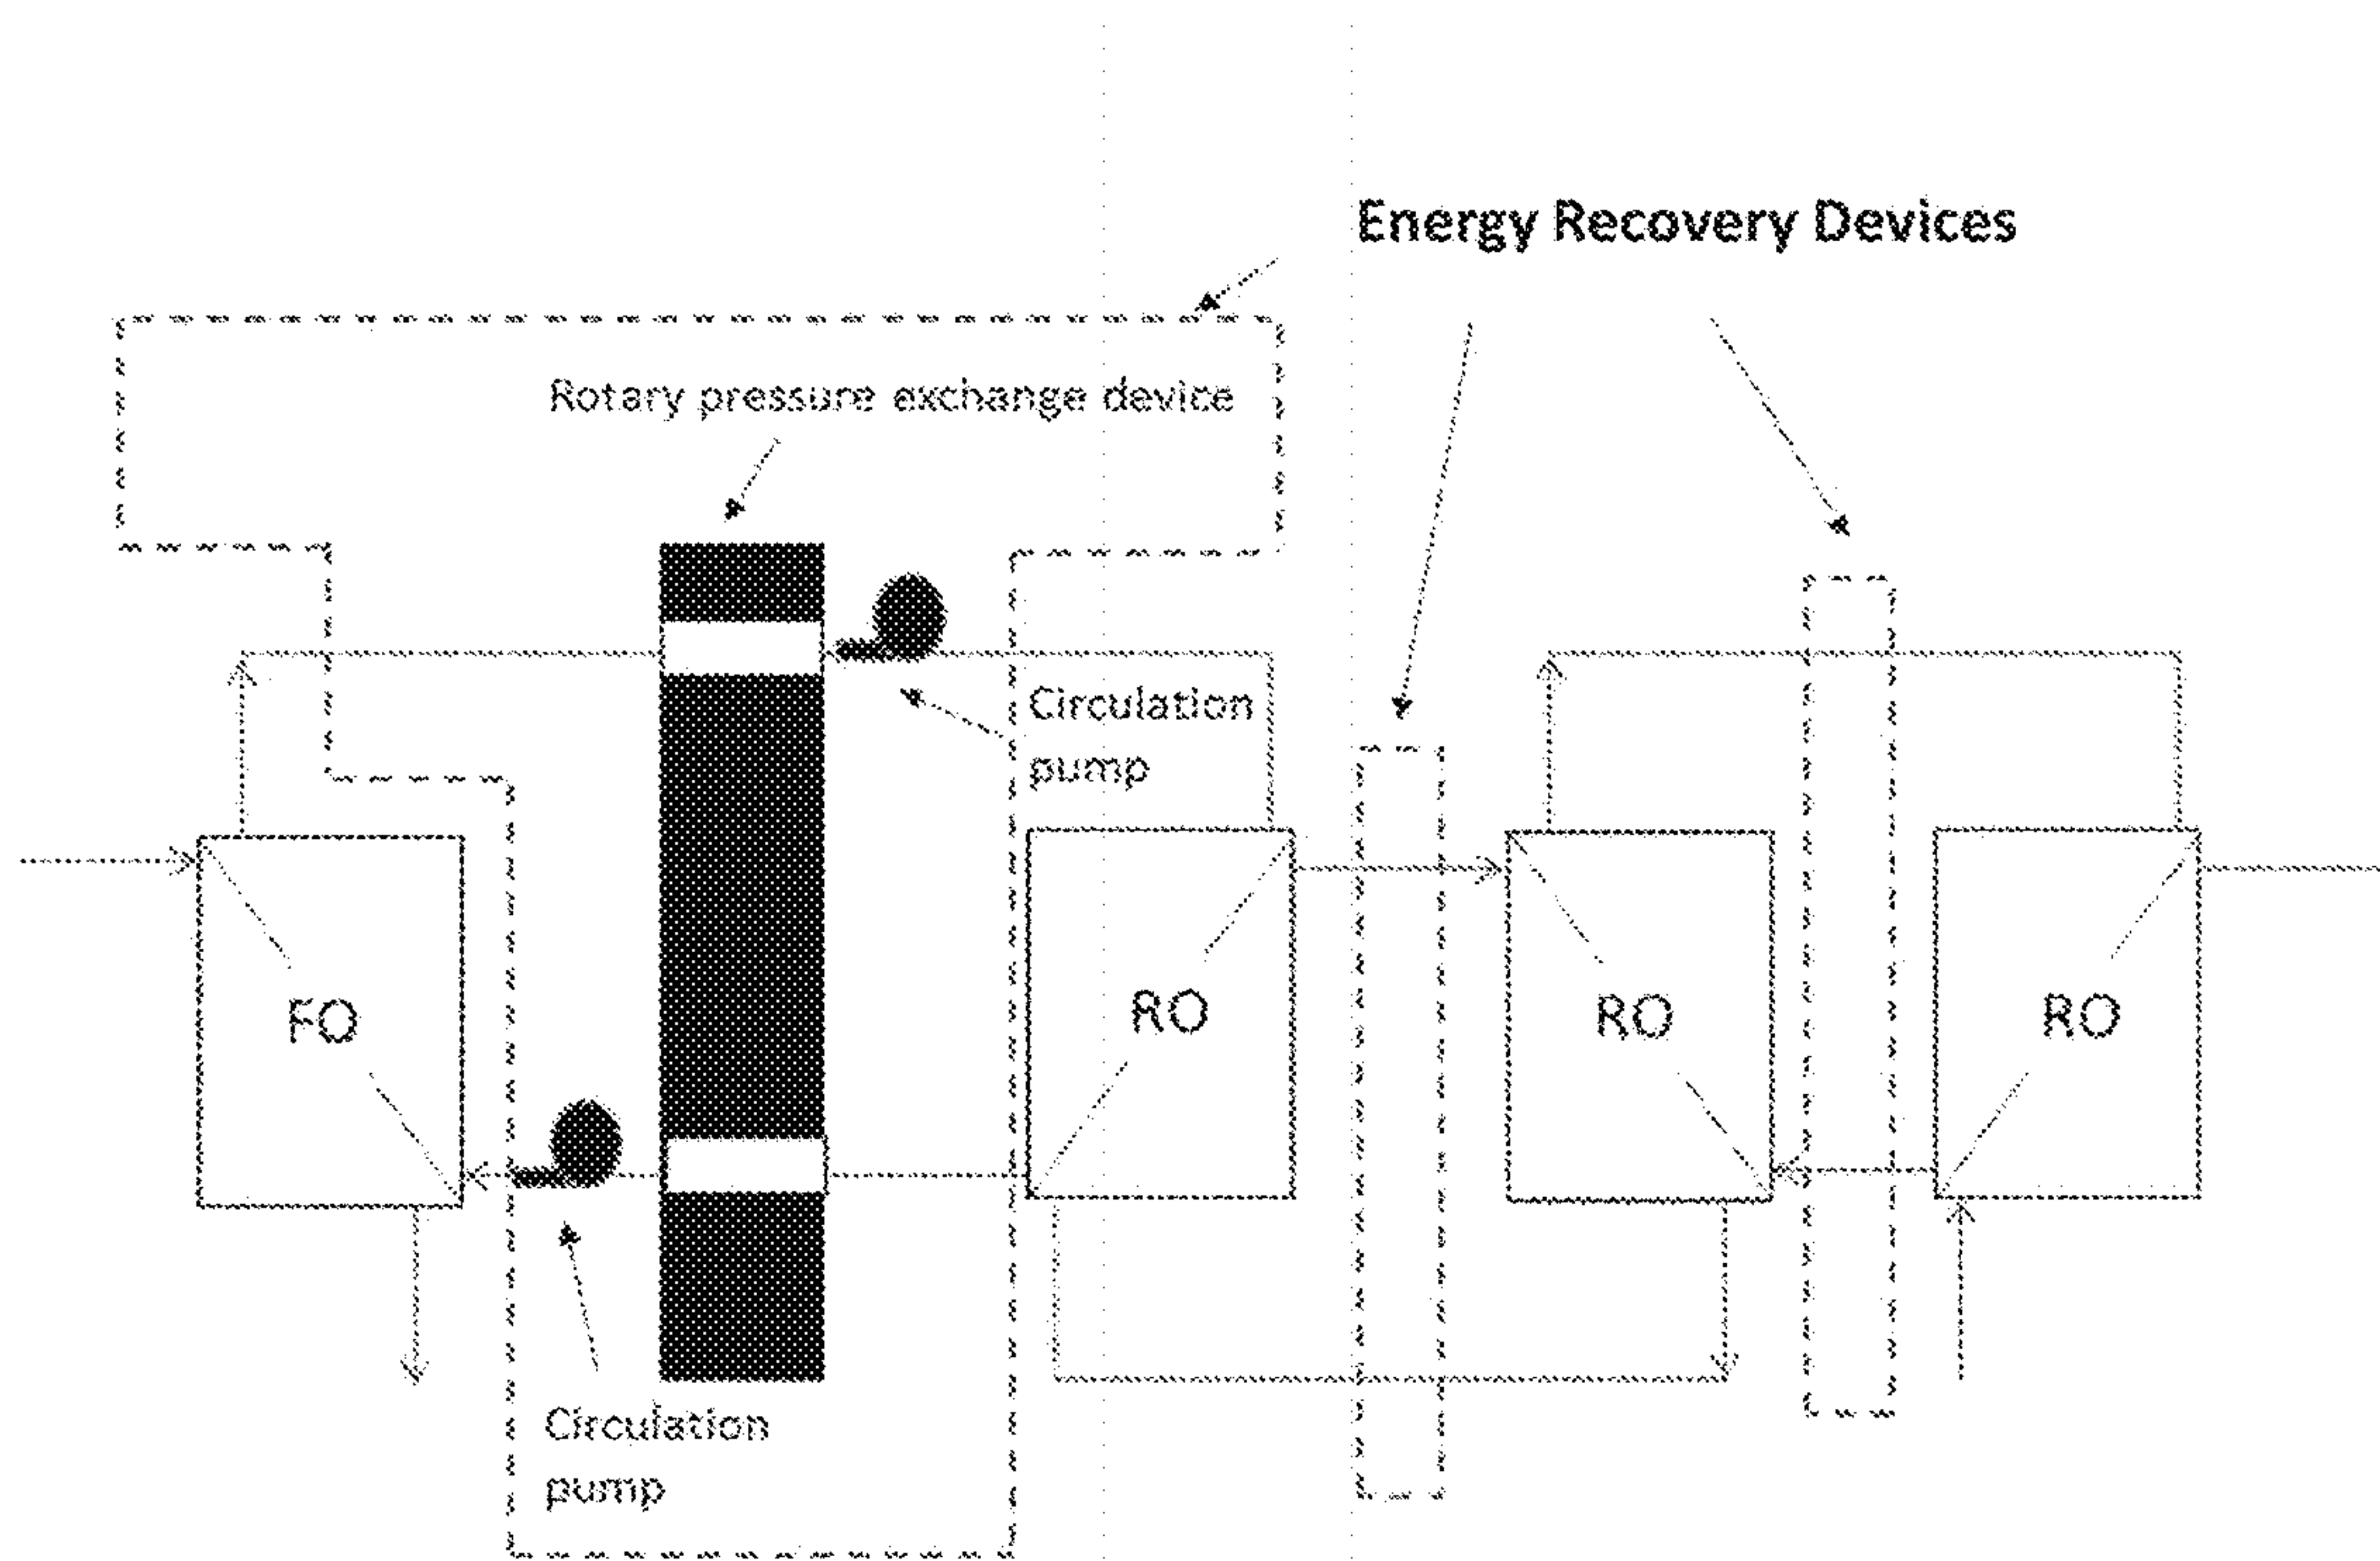 Energy Recovery Devices
Rotary pressure exchange device
Circulation
pump
FO
RO
RO
RO
Circulation
pump